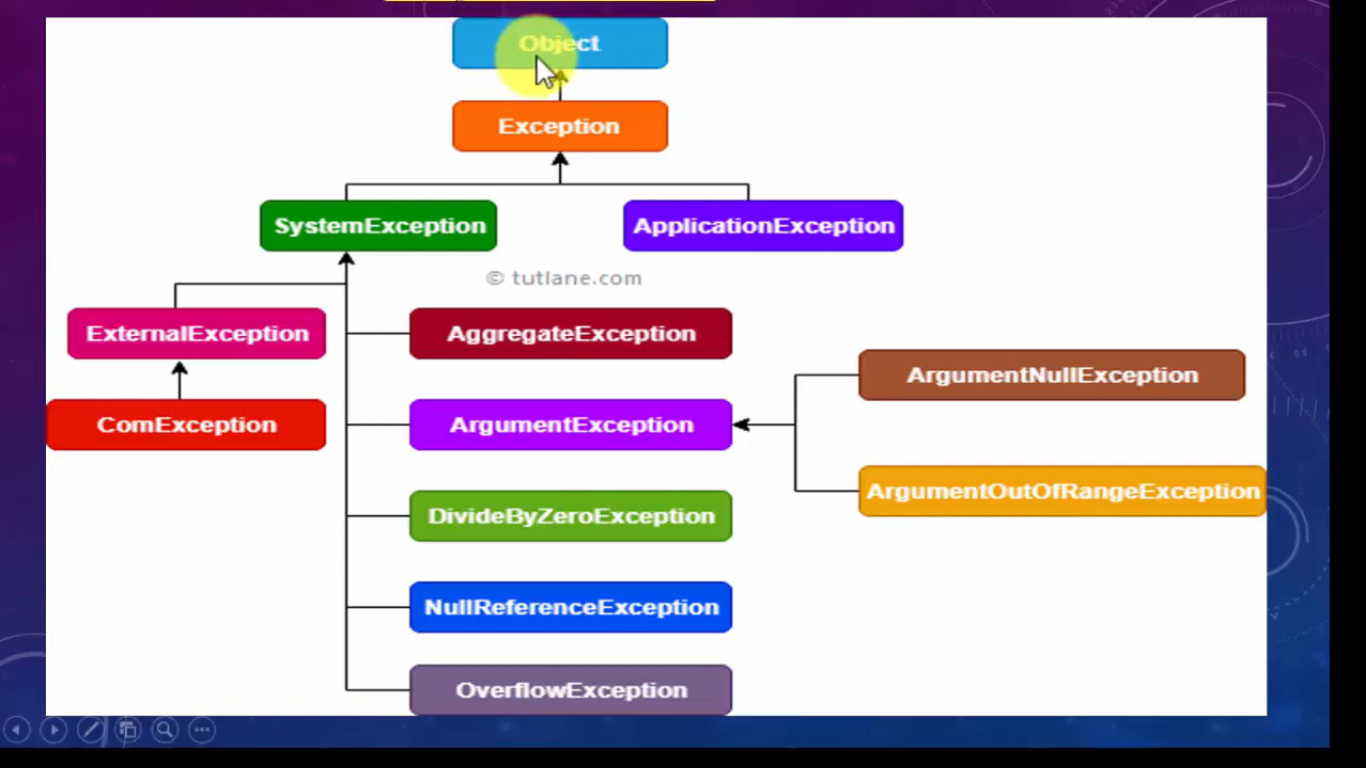 Object
Exception
SystemException
ApplicationException
© tutlane.com
ExternalException
AggregateException
ArgumentNullException
ComException
ArgumentException
ArgumentOutOfRangeException
DivideByZeroException
NullReferenceException
OverflowException